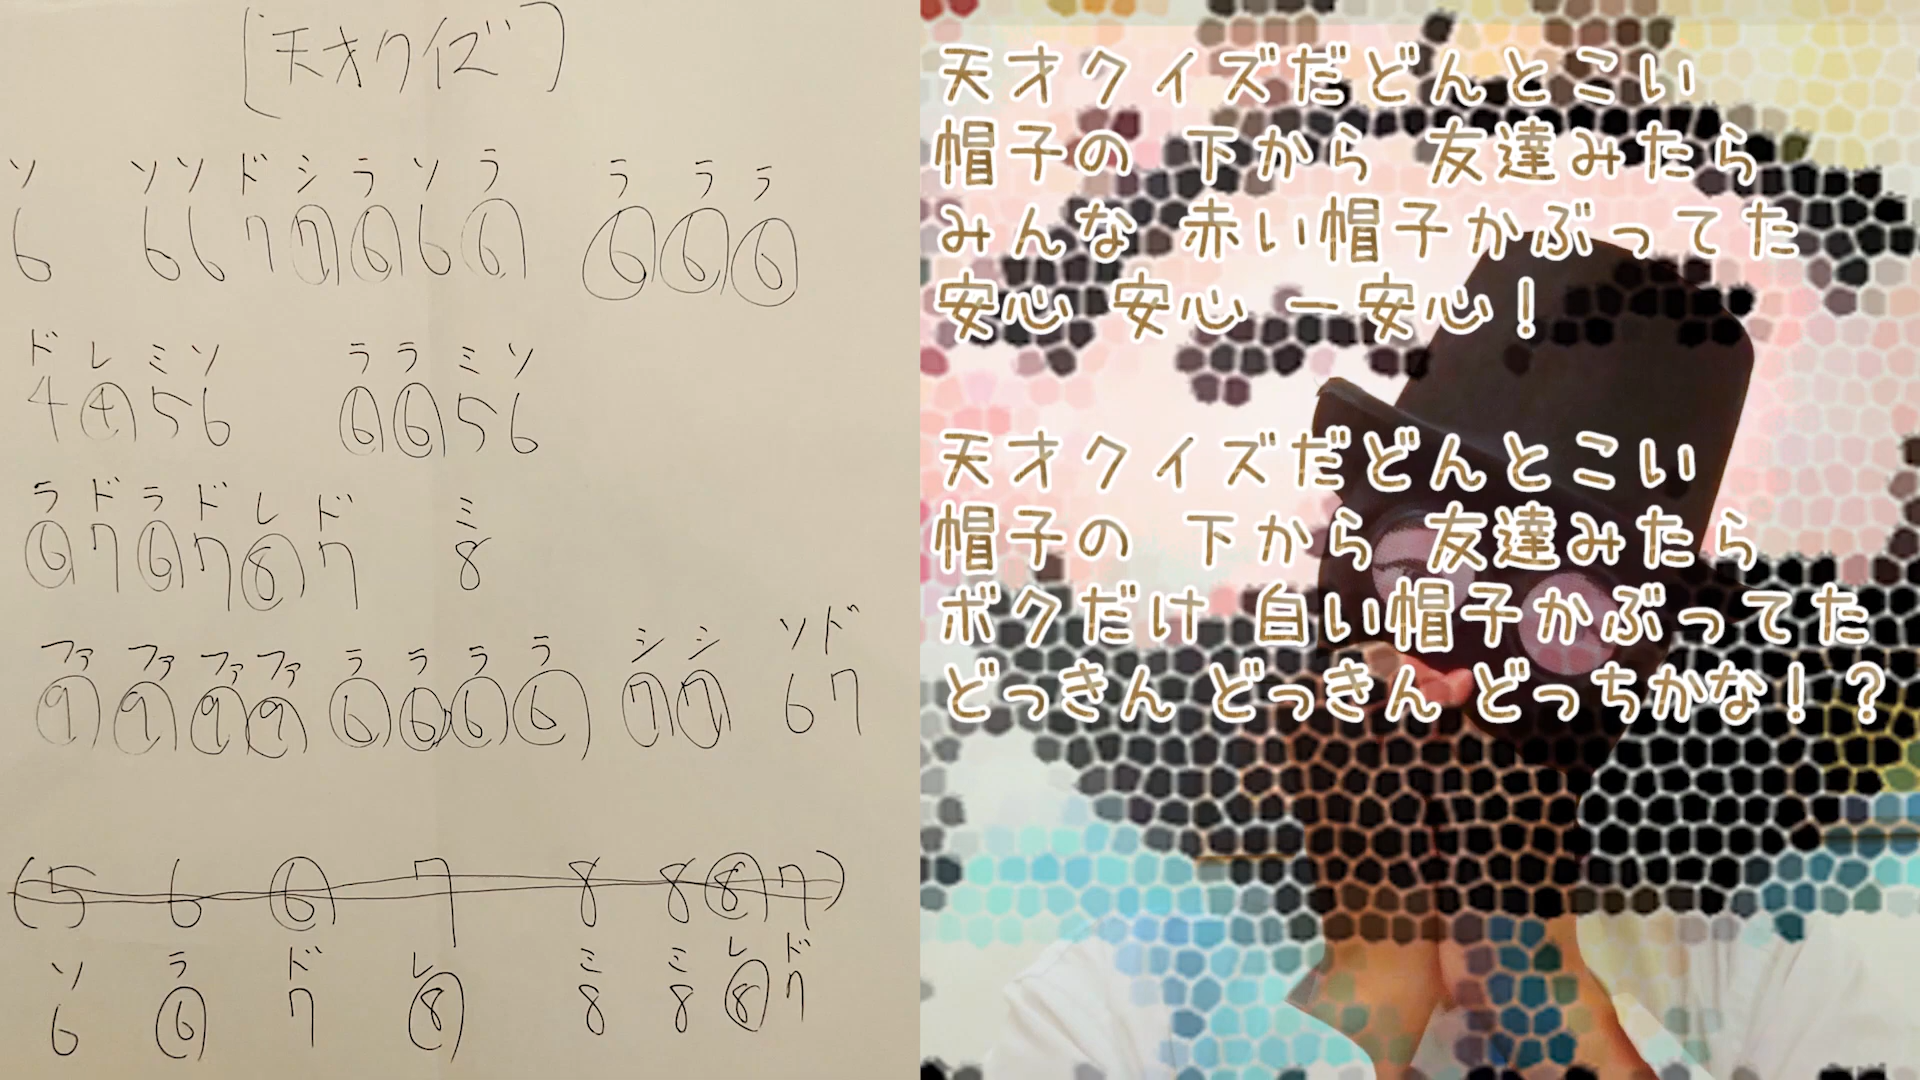 [天才クイズ]
ソ ソソドシラソラ ララライ
6 667⑦⑥6⑥ ⑥⑥⑥
ドレミソ ララミソ
4④56 ⑥⑥56
ラドラドレド ミ
⑥7⑥7⑧7 8
ファファファファララララ シシ ソド
⑨⑨⑨⑨⑥⑥⑥⑥ ⑦⑦ 67
(5 6 ⑥ 7 8 8⑧7)
ソ ラ ド レ ミ ミレド
6 ⑥ 7 ⑧ 8 8⑧7
天才クイズだどんとこい
帽子の 下から 友達みたら
みんな 赤い帽子かぶってた
安心 安心 一安心!
天才クイズだどんとこい
帽子の 下から 友達みたら
ボクだけ 白い帽子かぶってた
どっきん どっきん どっちかな!?